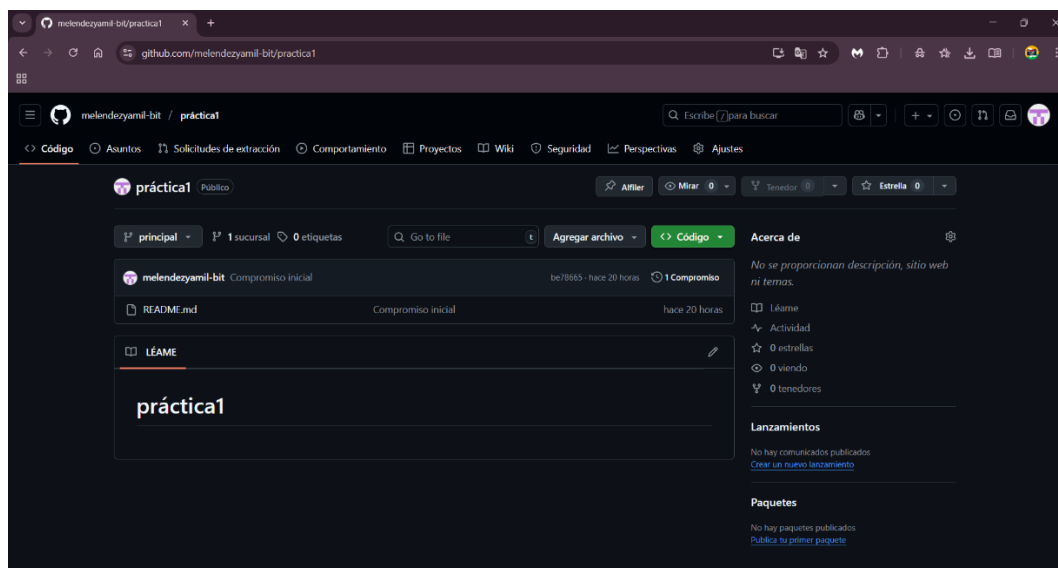 melendezyamil-bit/practica1
github.com/melendezyamil-bit/practica1
melendezyamil-bit / práctica1
Escribe / para buscar
Código Asuntos Solicitudes de extracción Comportamiento Proyectos Wiki Seguridad Perspectivas Ajustes
práctica1 Público
Alfiler Mirar 0 Tenedor 0 Estrella 0
principal 1 sucursal 0 etiquetas Go to file t Agregar archivo Código
melendezyamil-bit Compromiso inicial be78665 · hace 20 horas 1 Compromiso
README.md Compromiso inicial hace 20 horas
LÉAME
práctica1
Acerca de
No se proporcionan descripción, sitio web
ni temas.
Léame
Actividad
0 estrellas
0 viendo
0 tenedores
Lanzamientos
No hay comunicados publicados
Crear un nuevo lanzamiento
Paquetes
No hay paquetes publicados
Publica tu primer paquete